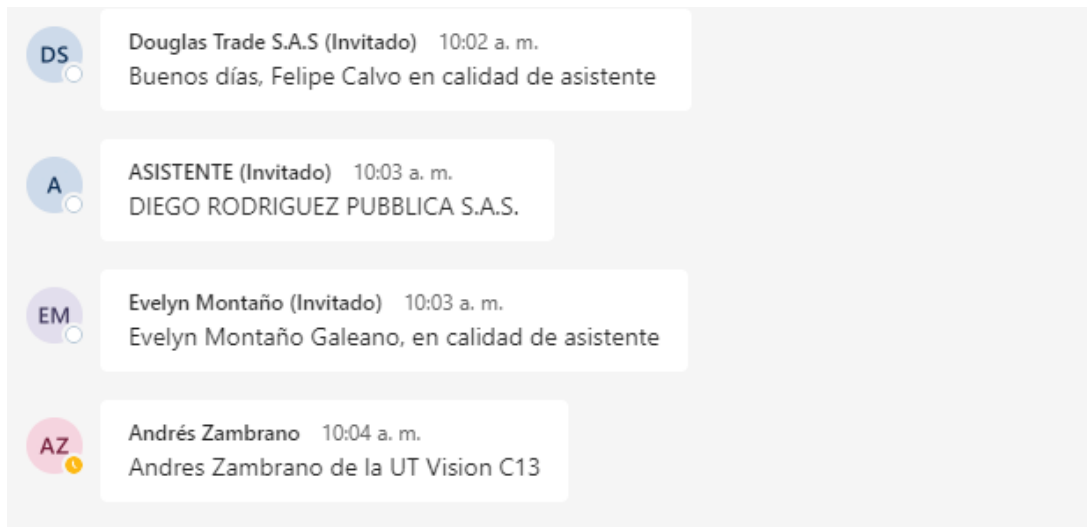 DS
Douglas Trade S.A.S (Invitado) 10:02 a. m.
Buenos días, Felipe Calvo en calidad de asistente
A
ASISTENTE (Invitado) 10:03 a. m.
DIEGO RODRIGUEZ PUBBLICA S.A.S.
EM
Evelyn Montaño (Invitado) 10:03 a. m.
Evelyn Montaño Galeano, en calidad de asistente
AZ
Andrés Zambrano 10:04 a. m.
Andres Zambrano de la UT Vision C13